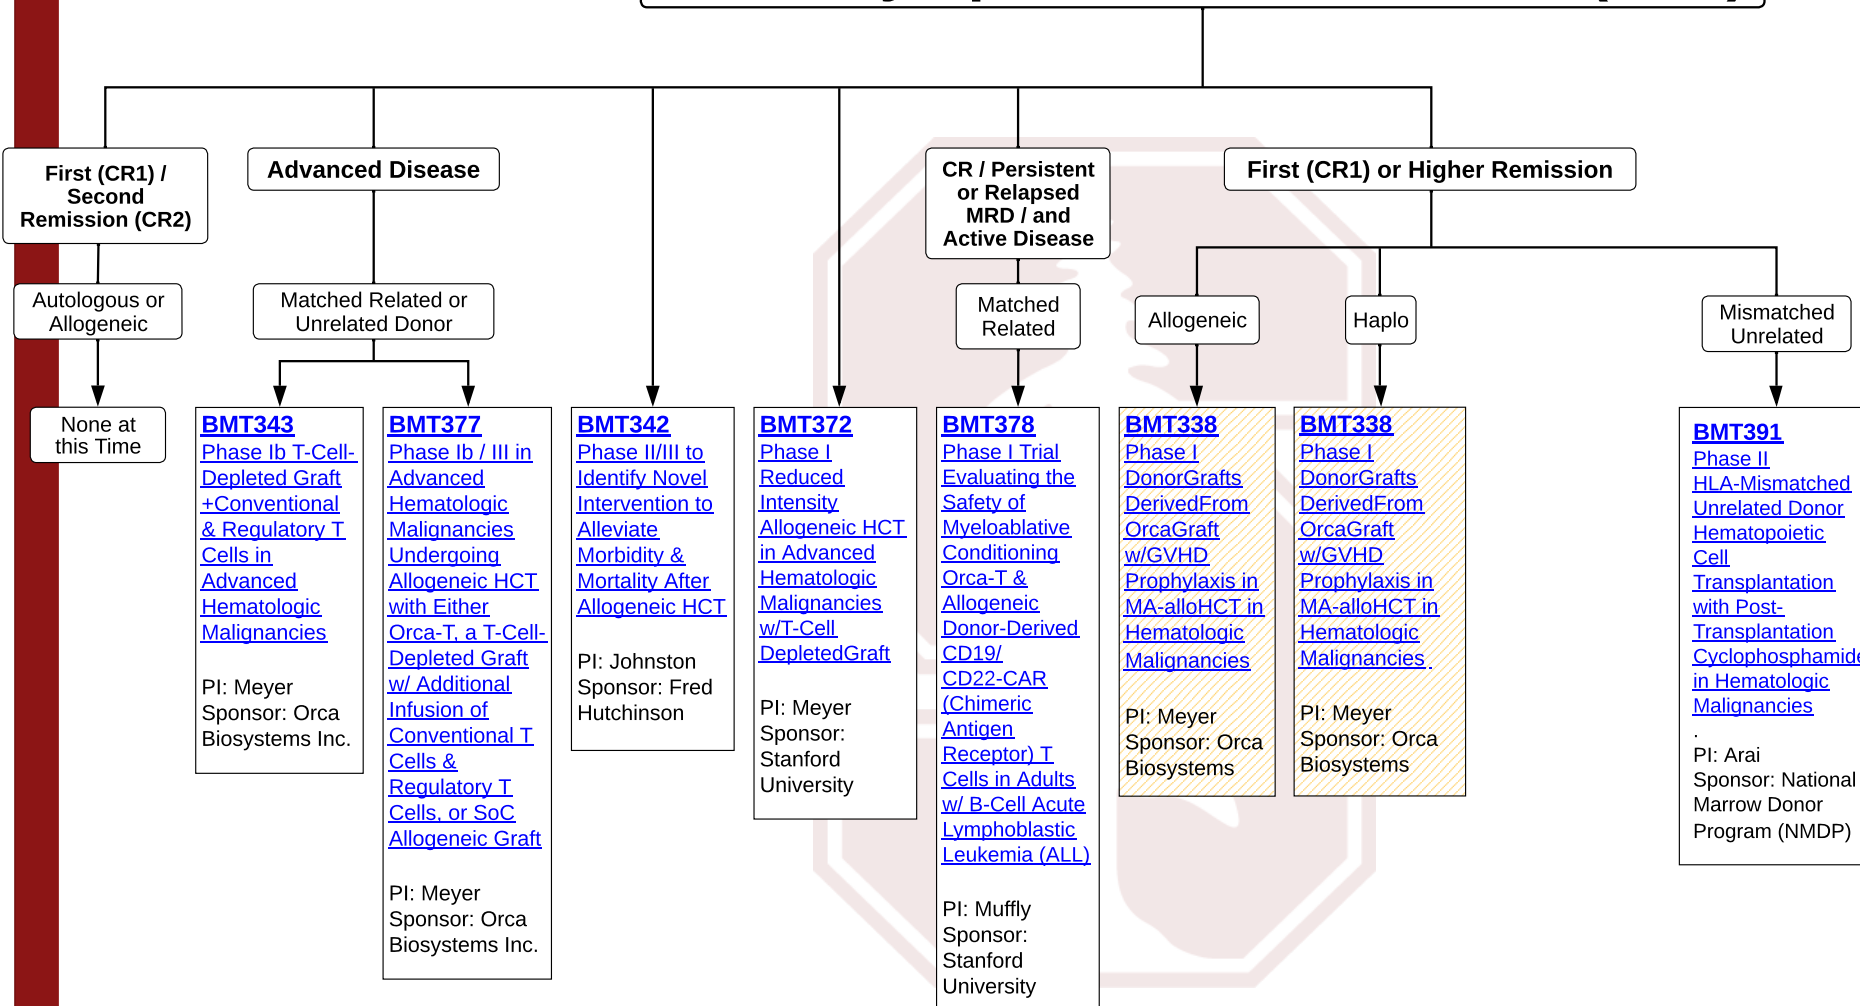 First (CR1) /
Second
Remission (CR2)
Advanced Disease
CR / Persistent
or Relapsed
MRD / and
Active Disease
First (CR1) or Higher Remission
Autologous or
Allogeneic
Matched Related or
Unrelated Donor
Matched
Related
Allogeneic
Haplo
Mismatched
Unrelated
None at
this Time
BMT343
Phase Ib T-Cell-
Depleted Graft
+Conventional
& Regulatory T
Cells in
Advanced
Hematologic
Malignancies
PI: Meyer
Sponsor: Orca
Biosystems Inc.
BMT377
Phase Ib / III in
Advanced
Hematologic
Malignancies
Undergoing
Allogeneic HCT
with Either
Orca-T, a T-Cell-
Depleted Graft
w/ Additional
Infusion of
Conventional T
Cells &
Regulatory T
Cells, or SoC
Allogeneic Graft
PI: Meyer
Sponsor: Orca
Biosystems Inc.
BMT342
Phase II/III to
Identify Novel
Intervention to
Alleviate
Morbidity &
Mortality After
Allogeneic HCT
PI: Johnston
Sponsor: Fred
Hutchinson
BMT372
Phase I
Reduced
Intensity
Allogeneic HCT
in Advanced
Hematologic
Malignancies
w/T-Cell
DepletedGraft
PI: Meyer
Sponsor:
Stanford
University
BMT378
Phase I Trial
Evaluating the
Safety of
Myeloablative
Conditioning
Orca-T &
Allogeneic
Donor-Derived
CD19/
CD22-CAR
(Chimeric
Antigen
Receptor) T
Cells in Adults
w/ B-Cell Acute
Lymphoblastic
Leukemia (ALL)
PI: Muffly
Sponsor:
Stanford
University
BMT338
Phase I
DonorGrafts
DerivedFrom
OrcaGraft
w/GVHD
Prophylaxis in
MA-alloHCT in
Hematologic
Malignancies
PI: Meyer
Sponsor: Orca
Biosystems
BMT338
Phase I
DonorGrafts
DerivedFrom
OrcaGraft
w/GVHD
Prophylaxis in
MA-alloHCT in
Hematologic
Malignancies
PI: Meyer
Sponsor: Orca
Biosystems
BMT391
Phase II
HLA-Mismatched
Unrelated Donor
Hematopoietic
Cell
Transplantation
with Post-
Transplantation
Cyclophosphamide
in Hematologic
Malignancies
.
PI: Arai
Sponsor: National
Marrow Donor
Program (NMDP)